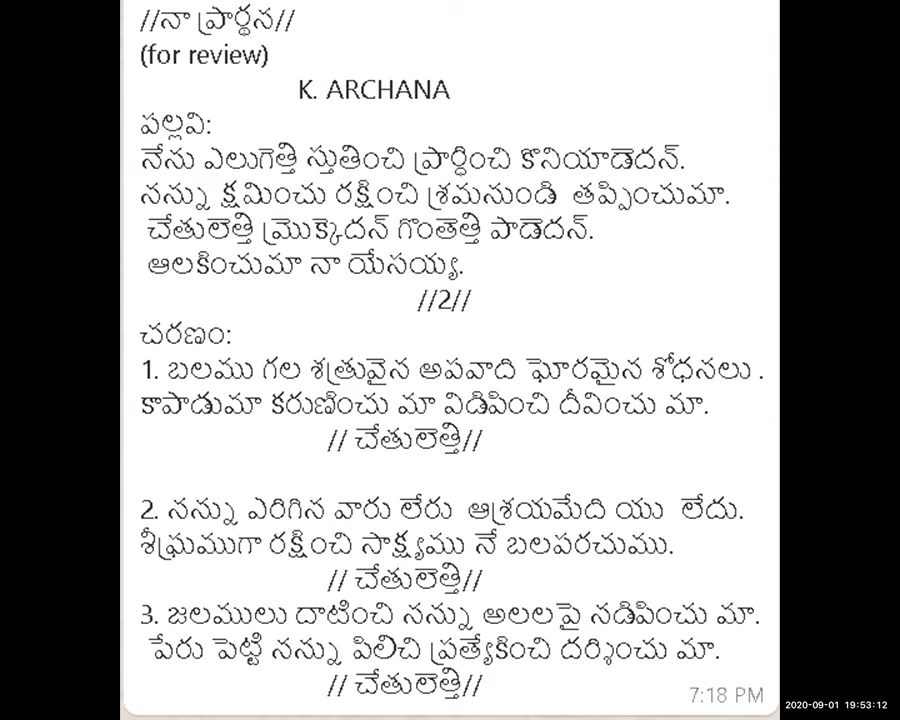 //నా ప్రార్థన//
(for review)
K. ARCHANA
పల్లవి:
నేను ఎలుగెత్తి స్తుతించి ప్రార్ధించి కొనియాడెదన్.
నన్ను క్షమించు రక్షించి శ్రమనుండి తప్పించుమా.
చేతులెత్తి మ్రొక్కెదన్ గొంతెత్తి పాడెదన్.
ఆలకించుమా నా యేసయ్య.
//2//
చరణం:
1. బలము గల శత్రువైన అపవాది ఘోరమైన శోధనలు .
కాపాడుమా కరుణించు మా విడిపించి దీవించు మా.
// చేతులెత్తి//
2. నన్ను ఎరిగిన వారు లేరు ఆశ్రయమేది యు లేదు.
శీఘ్రముగా రక్షించి సాక్ష్యము నే బలపరచుము.
// చేతులెత్తి//
3. జలములు దాటించి నన్ను అలలపై నడిపించు మా.
పేరు పెట్టి నన్ను పిలిచి ప్రత్యేకించి దర్శించు మా.
// చేతులెత్తి//
7:18 PM
2020-09-01 19:53:12